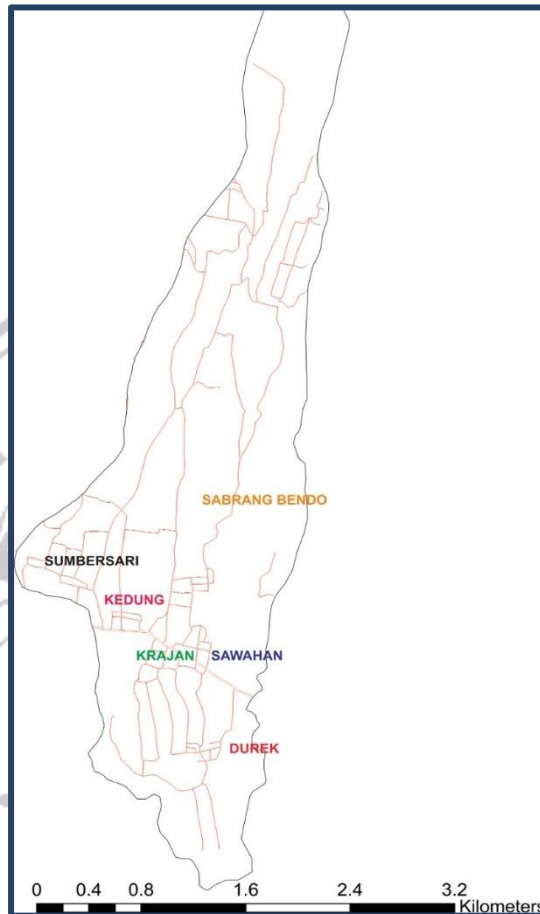 SABRANG BENDO
SUMBERSARI
KEDUNG
KRAJAN SAWAHAN
DUREK
0 0.4 0.8 1.6 2.4 3.2
Kilometers